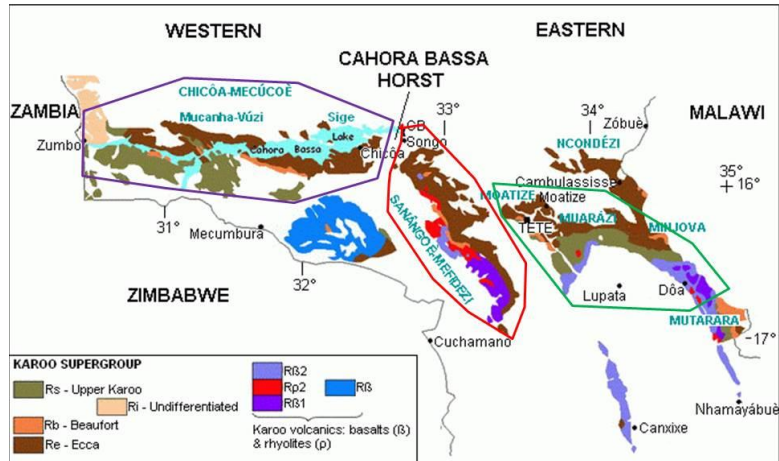 WESTERN
EASTERN
CAHORA BASSA
HORST
CHICÔA-MECÚCOÈ
ZAMBIA
Mucanha-Vúzi
Sige
CB
33°
34°
Zóbuè
MALAWI
Zumbo
Lake
Cahora Bassa
Songo
Chicôa
NCONDÉZI
35°
+ 16°
MOATIZE
Cambulassisse
Moatize
31°
Mecumbura
SANÁNGOÈ-MEFIDEZI
TETE
MUARÁZI
MINJOVA
32°
Lupata
Dôa
ZIMBABWE
MUTARARA
-17°
Cuchamano
KAROO SUPERGROUP
Rs - Upper Karoo
Ri - Undifferentiated
Rb - Beaufort
Re - Ecca
Rß2
Rρ2
Rß
Rß1
Karoo volcanics: basalts (ß)
& rhyolites (ρ)
Nhamayábuè
Canxixe